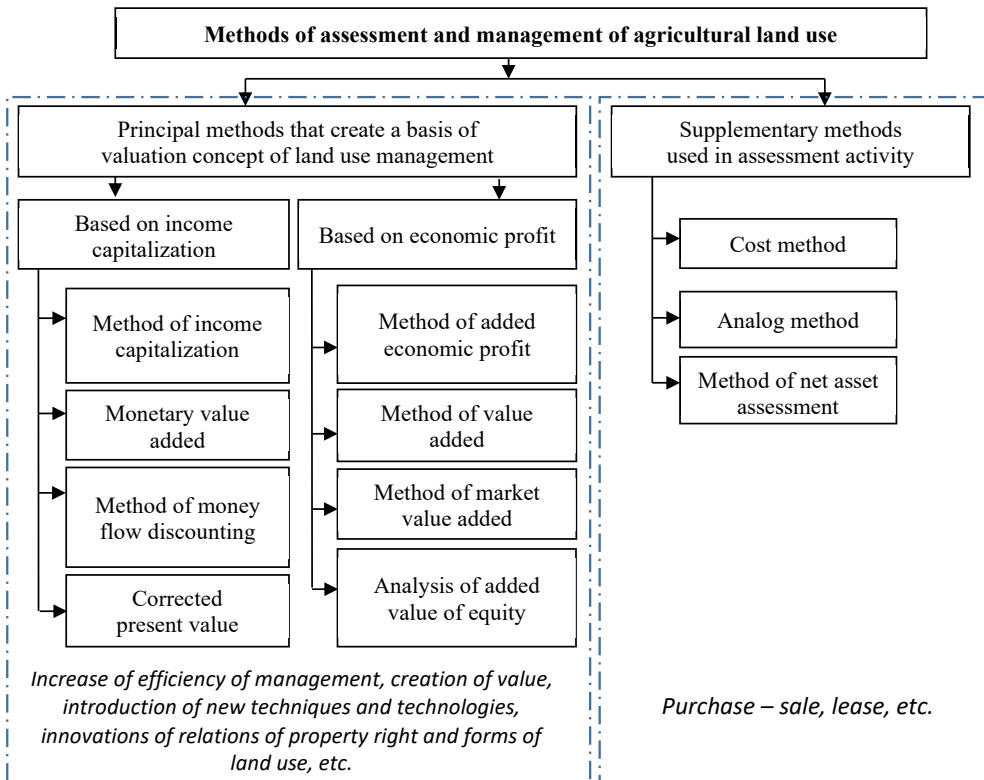 Methods of assessment and management of agricultural land use
Principal methods that create a basis of
valuation concept of land use management
Based on income
capitalization
Method of income
capitalization
Monetary value
added
Method of money
flow discounting
Corrected
present value
Based on economic profit
Method of added
economic profit
Method of value
added
Method of market
value added
Analysis of added
value of equity
Increase of efficiency of management, creation of value,
introduction of new techniques and technologies,
innovations of relations of property right and forms of
land use, etc.
Supplementary methods
used in assessment activity
Cost method
Analog method
Method of net asset
assessment
Purchase – sale, lease, etc.